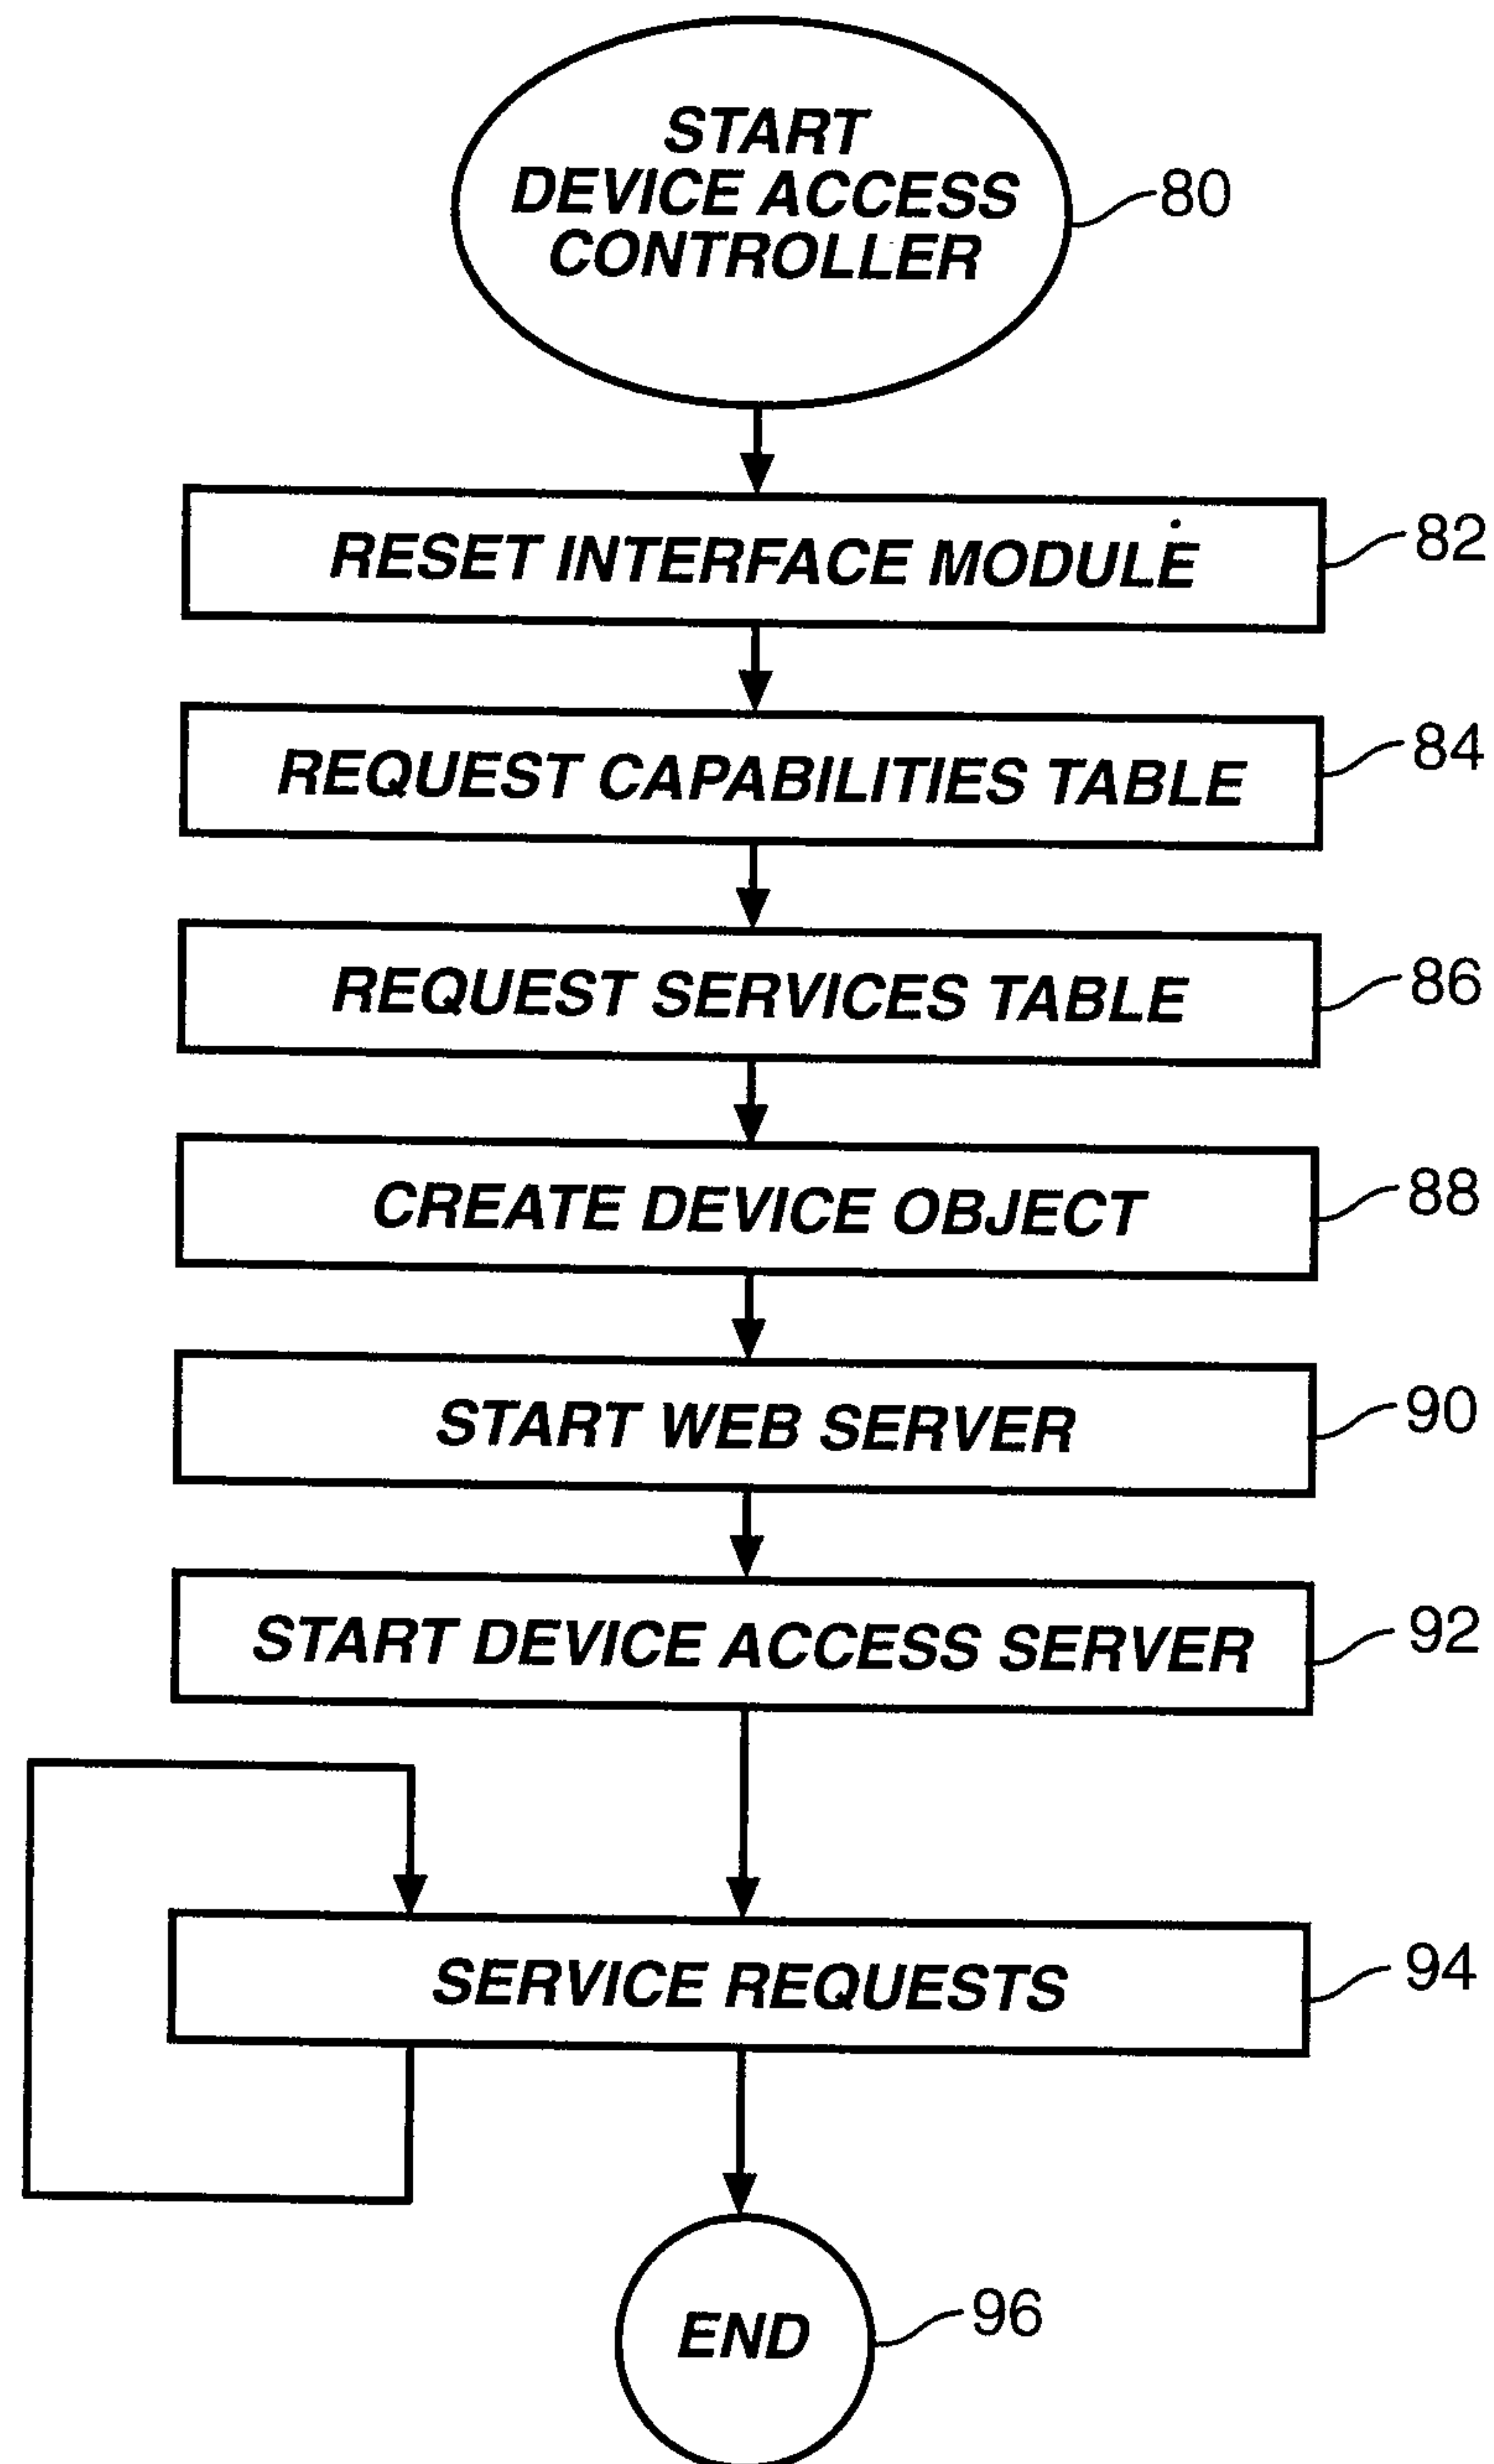 START
DEVICE ACCESS
CONTROLLER
80
RESET INTERFACE MODULE
82
REQUEST CAPABILITIES TABLE
84
REQUEST SERVICES TABLE
86
CREATE DEVICE OBJECT
88
START WEB SERVER
90
START DEVICE ACCESS SERVER
92
SERVICE REQUESTS
94
END
96